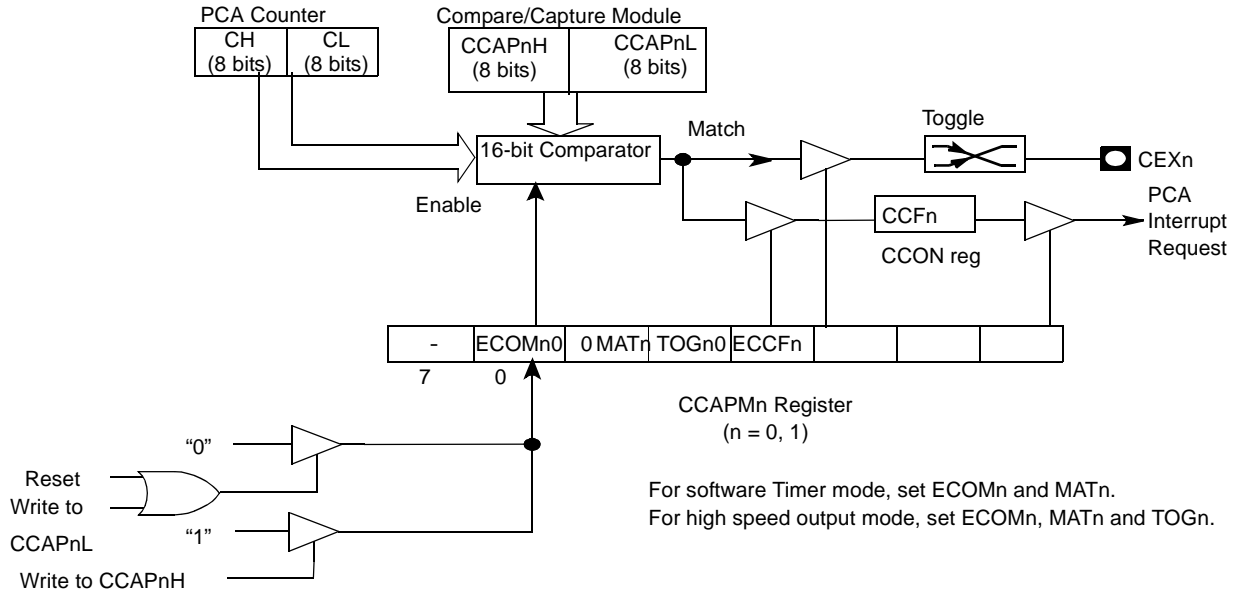 PCA Counter
CH
(8 bits)
CL
(8 bits)
Compare/Capture Module
CCAPnH
(8 bits)
CCAPnL
(8 bits)
16-bit Comparator
Match
Toggle
CEXn
Enable
CCFn
CCON reg
PCA
Interrupt
Request
- ECOMn0 0 MATn TOGn0 ECCFn
7 0
CCAPMn Register
(n = 0, 1)
“0”
Reset
Write to
CCAPnL
“1”
Write to CCAPnH
For software Timer mode, set ECOMn and MATn.
For high speed output mode, set ECOMn, MATn and TOGn.